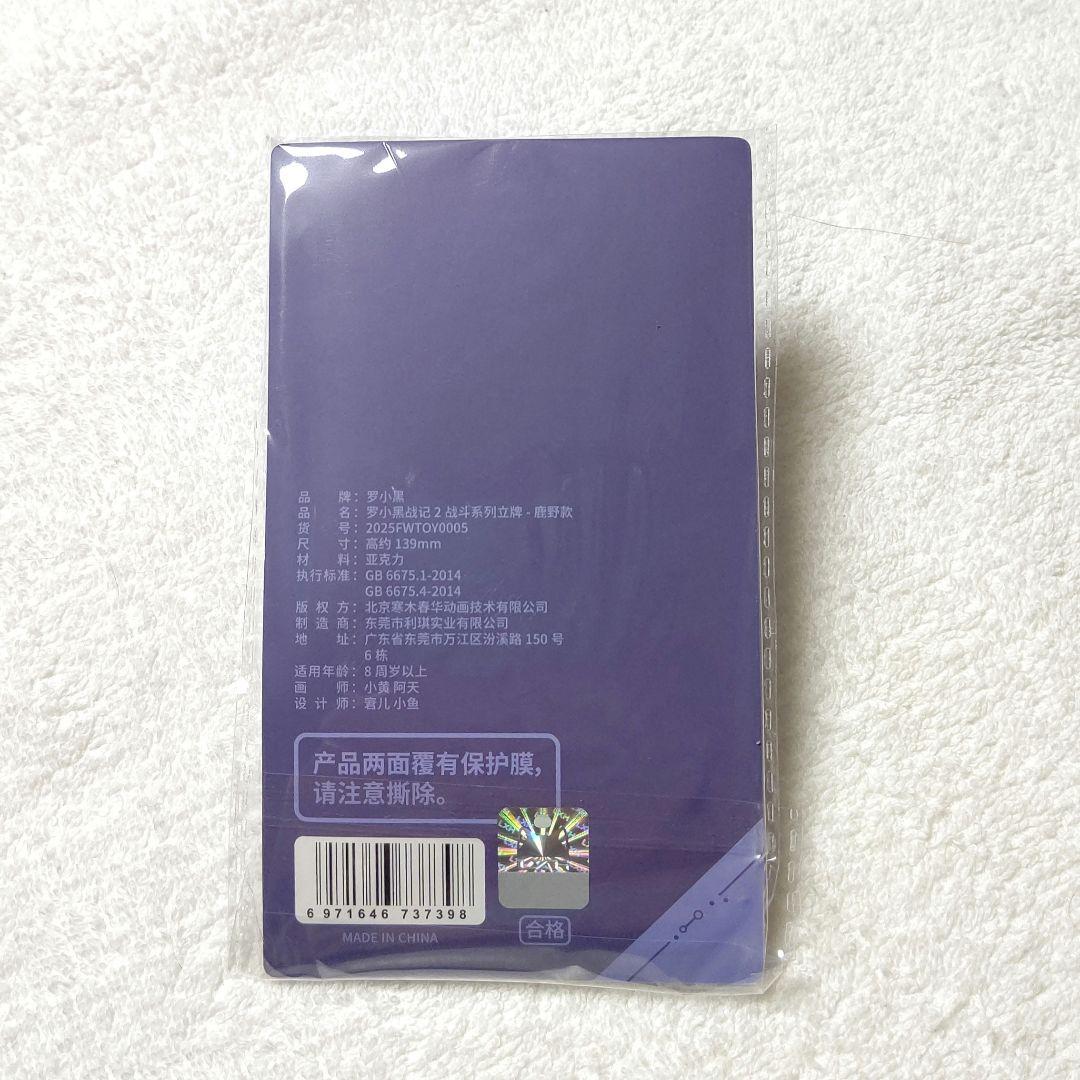 品 牌：罗小黑
品 名：罗小黑战记 2 战斗系列立牌 - 鹿野款
货 号：2025FWTOY0005
尺 寸：高约 139mm
材 料：亚克力
执行标准：GB 6675.1-2014
GB 6675.4-2014
版 权 方：北京寒木春华动画技术有限公司
制 造 商：东莞市利琪实业有限公司
地 址：广东省东莞市万江区汾溪路 150 号
6 栋
适用年龄：8 周岁以上
画 师：小黄 阿天
设 计 师：窘儿 小鱼
产品两面覆有保护膜，
请注意撕除。
6 971646 737398
MADE IN CHINA
合格